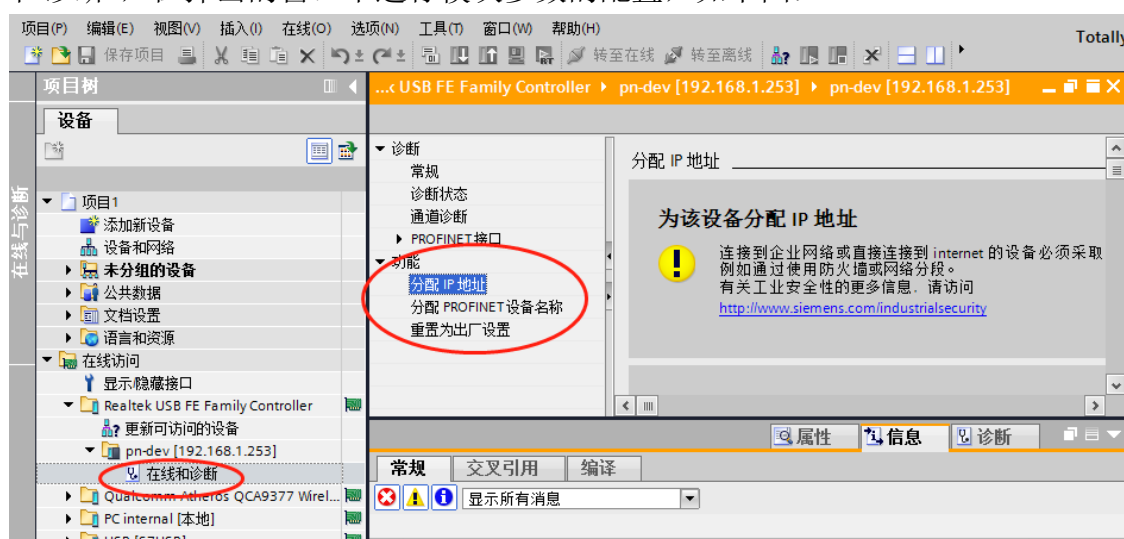 项目(P) 编辑(E) 视图(V) 插入(I) 在线(O) 选项(N) 工具(T) 窗口(W) 帮助(H)
Totally
保存项目 转至在线 转至离线
项目树
...c USB FE Family Controller pn-dev [192.168.1.253] pn-dev [192.168.1.253]
设备
在线与诊断
项目1
添加新设备
设备和网络
未分组的设备
公共数据
文档设置
语言和资源
在线访问
显示/隐藏接口
Realtek USB FE Family Controller
更新可访问的设备
pn-dev [192.168.1.253]
在线和诊断
Qualcomm Atheros QCA9377 Wirel...
PC internal [本地]
USB [S7USB]
诊断
常规
诊断状态
通道诊断
PROFINET接口
功能
分配 IP 地址
分配 PROFINET设备名称
重置为出厂设置
分配 IP 地址
为该设备分配 IP 地址
连接到企业网络或直接连接到 internet 的设备必须采取
例如通过使用防火墙或网络分段。
有关工业安全性的更多信息，请访问
http://www.siemens.com/industrialsecurity
属性 信息 诊断
常规 交叉引用 编译
显示所有消息